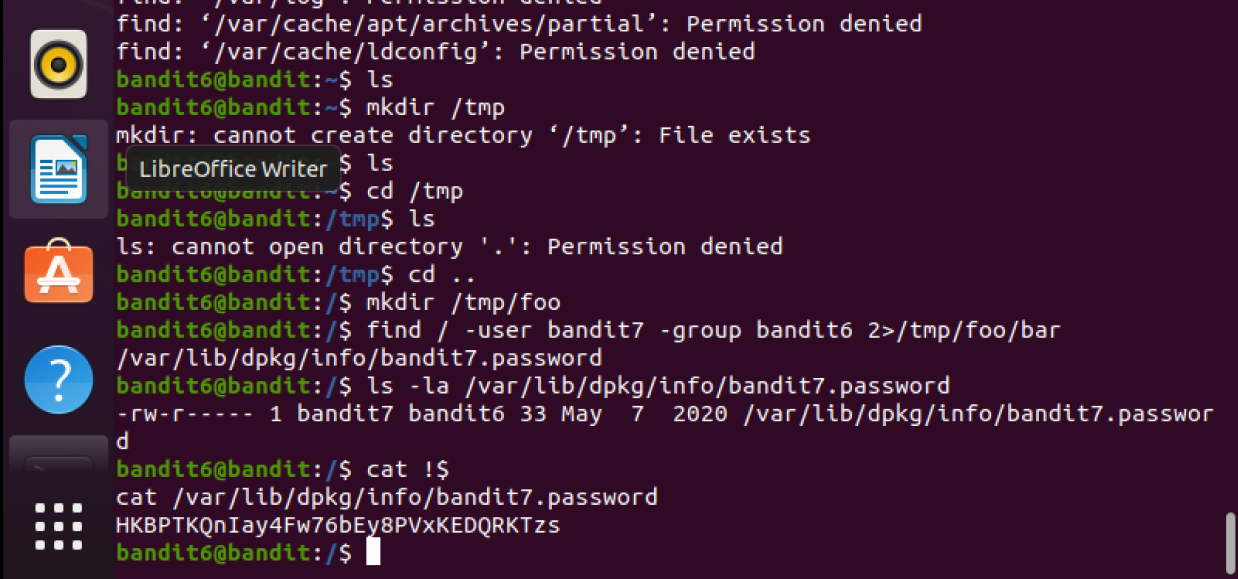 find: ‘/var/log’: Permission denied
find: ‘/var/cache/apt/archives/partial’: Permission denied
find: ‘/var/cache/ldconfig’: Permission denied
bandit6@bandit:~$ ls
bandit6@bandit:~$ mkdir /tmp
mkdir: cannot create directory ‘/tmp’: File exists
$ ls
LibreOffice Writer
bandit6@bandit:~$ cd /tmp
bandit6@bandit:/tmp$ ls
ls: cannot open directory '.': Permission denied
bandit6@bandit:/tmp$ cd ..
bandit6@bandit:/$ mkdir /tmp/foo
bandit6@bandit:/$ find / -user bandit7 -group bandit6 2>/tmp/foo/bar
/var/lib/dpkg/info/bandit7.password
bandit6@bandit:/$ ls -la /var/lib/dpkg/info/bandit7.password
-rw-r----- 1 bandit7 bandit6 33 May  7  2020 /var/lib/dpkg/info/bandit7.passwor
d
bandit6@bandit:/$ cat !$
cat /var/lib/dpkg/info/bandit7.password
HKBPTKQnIay4Fw76bEy8PVxKEDQRKTzs
bandit6@bandit:/$